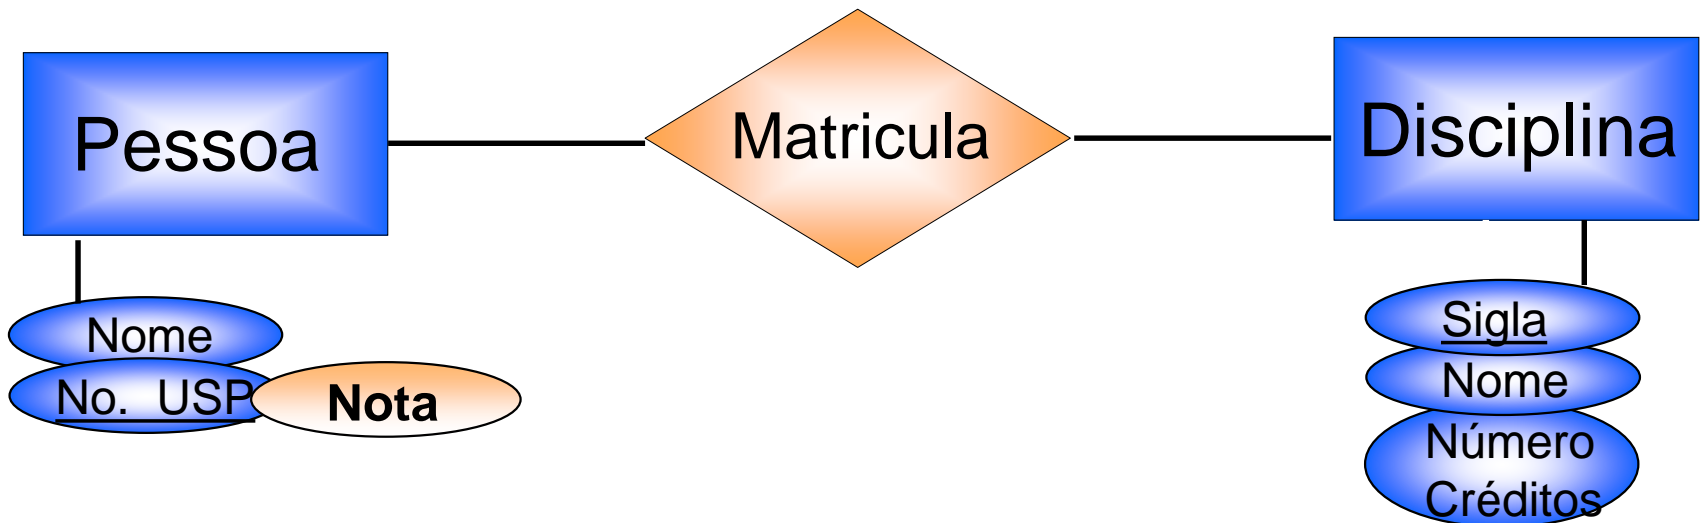 Pessoa
Matricula
Disciplina
Nome
No. USP
Nota
Sigla
Nome
Número
Créditos